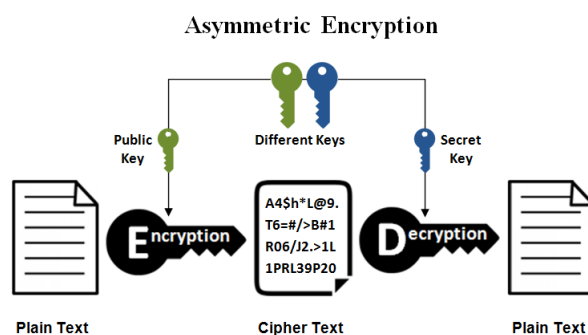 Asymmetric Encryption
Public
Key
Different Keys
Secret
Key
Encryption
A4$h*L@9.
T6=#/>B#1
R06/J2.>1L
1PRL39P20
Decryption
Plain Text
Cipher Text
Plain Text